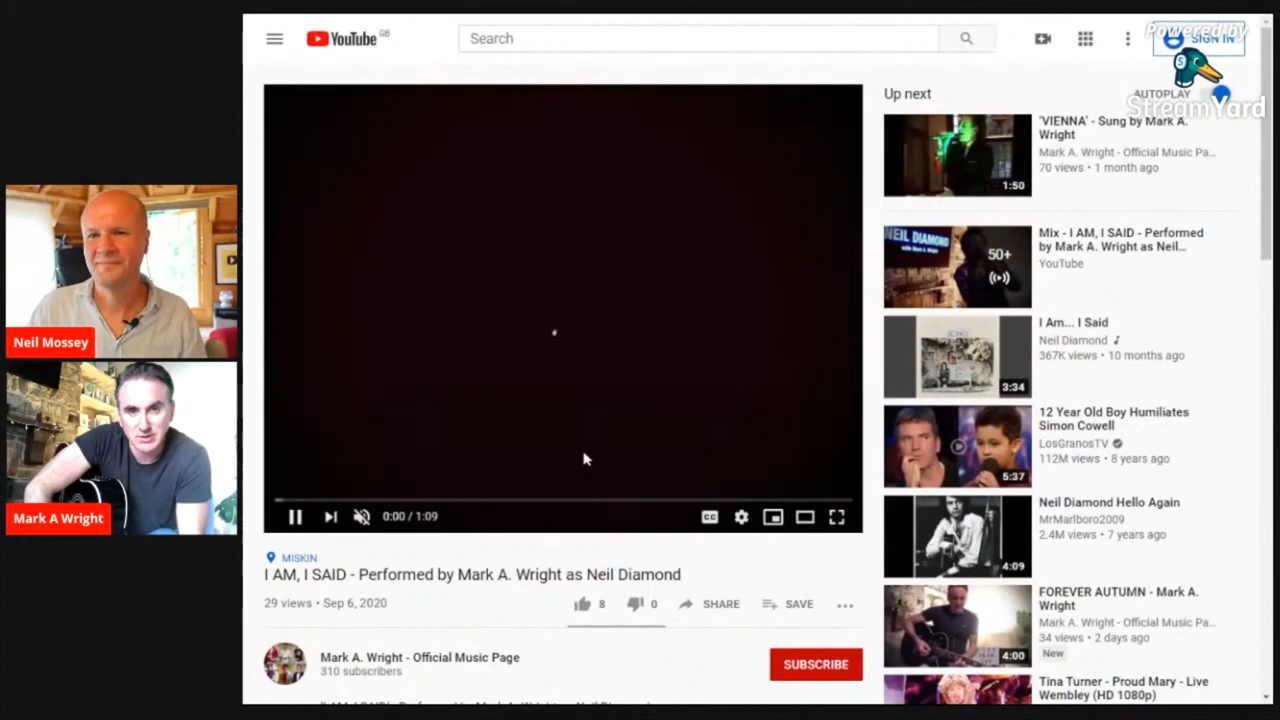 YouTube GB
Search
SIGN IN
Powered by
StreamYard
Up next
AUTOPLAY
'VIENNA' - Sung by Mark A.
Wright
Mark A. Wright - Official Music Pa...
70 views • 1 month ago
1:50
NEIL DIAMOND
50+
Mix - I AM, I SAID - Performed
by Mark A. Wright as Neil...
YouTube
I Am... I Said
Neil Diamond
367K views • 10 months ago
3:34
12 Year Old Boy Humiliates
Simon Cowell
LosGranosTV
112M views • 8 years ago
5:37
Neil Diamond Hello Again
MrMarlboro2009
2.4M views • 7 years ago
4:09
FOREVER AUTUMN - Mark A.
Wright
Mark A. Wright - Official Music Pa...
34 views • 2 days ago
New
4:00
Tina Turner - Proud Mary - Live
Wembley (HD 1080p)
Neil Mossey
Mark A Wright
0:00 / 1:09
CC
MISKIN
I AM, I SAID - Performed by Mark A. Wright as Neil Diamond
29 views • Sep 6, 2020
8
0
SHARE
SAVE
Mark A. Wright - Official Music Page
310 subscribers
SUBSCRIBE